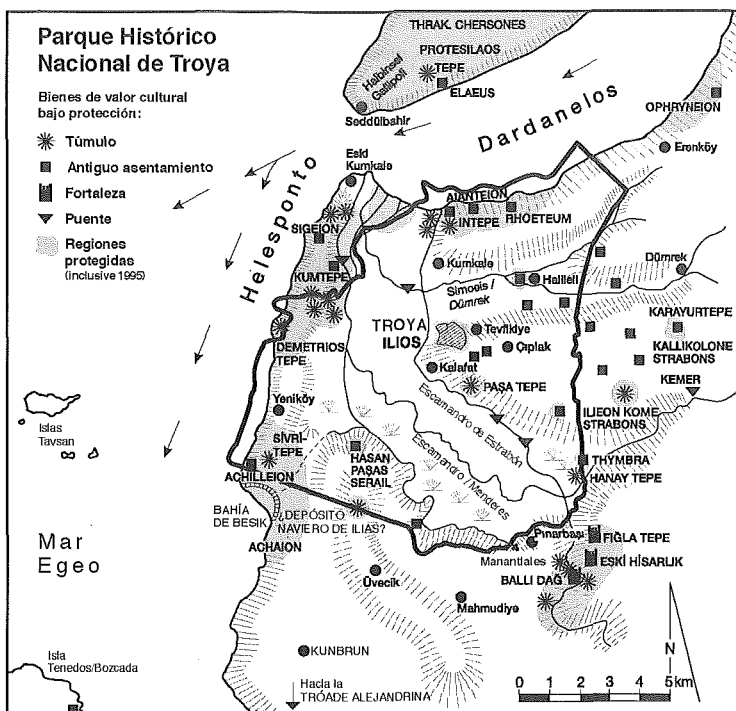 Parque Histórico
Nacional de Troya
Bienes de valor cultural
bajo protección:
Túmulo
Antiguo asentamiento
Fortaleza
Puente
Regiones
protegidas
(inclusive 1995)
THRAK. CHERSONES
PROTESILAOS
TEPE
ELAEUS
Halbinsel
Gallipoli
Seddülbahir
Dardanelos
OPHRYNEION
Erenköy
Eski
Kumkale
Helesponto
SIGEION
KUMTEPE
AIANTEION
INTEPE
RHOETEUM
Kumkale
Simoeis /
Dümrek
Halileli
Dümrek
TROYA
ILIOS
Tevfikiye
Çiplak
Kalafat
PAŞA TEPE
KARAYURTEPE
KALLIKOLONE
STRABONS
KEMER
ILIEON KOME
STRABONS
DEMETRIOS
TEPE
Yeniköy
Islas
Tavsan
SİVRİ-
TEPE
ACHILLEION
HASAN
PAŞAS
SERAIL
Escamandro de Estrabón
Escamandro / Menderes
THYMBRA
HANAY TEPE
BAHÍA
DE BESIK
¿DEPÓSITO
NAVIERO DE ILIAS?
ACHAION
Mar
Egeo
Pınarbaşı
Manantiales
FIGLA TEPE
ESKİ HİSARLIK
BALLI DAĞ
Üvecik
Mahmudiye
KUNBRUN
Isla
Tenedos/Bozcada
Hacia la
TRÓADE ALEJANDRINA
N
0 1 2 3 4 5km